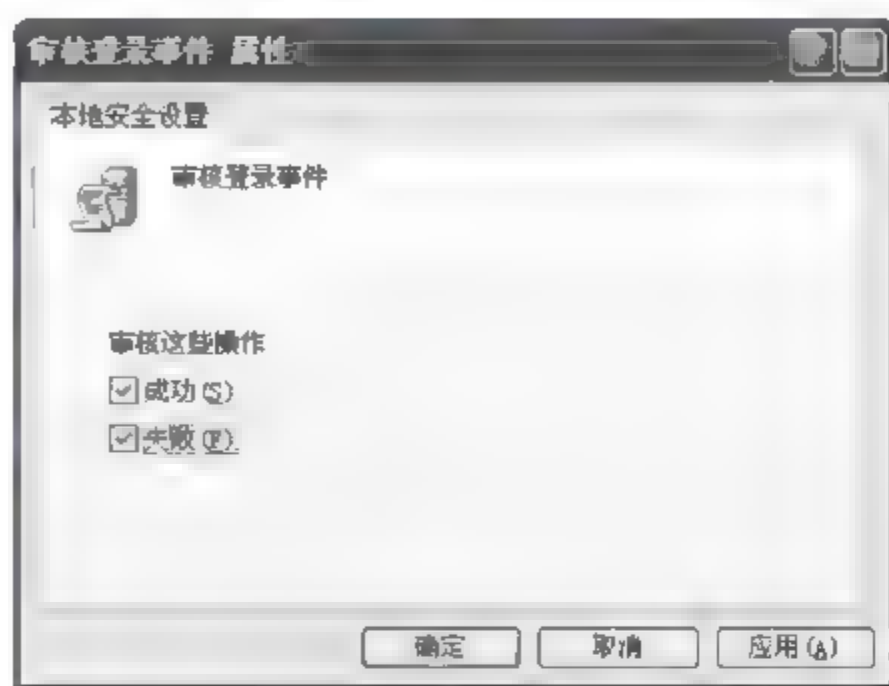 审核登录事件 属性
本地安全设置
审核登录事件
审核这些操作
成功(S)
失败(F)
确定
取消
应用(A)